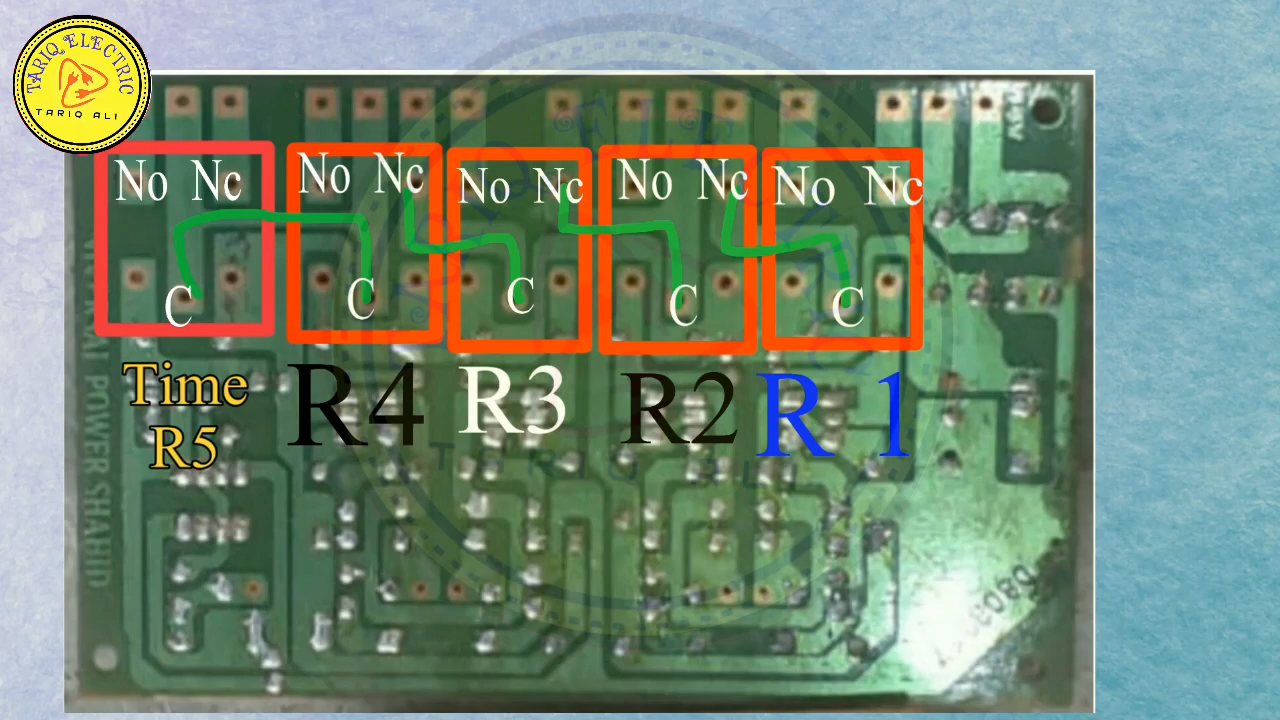 TARIQ ELECTRIC
TARIQ ALI
No Nc
No Nc
No Nc
No Nc
No Nc
C
C
C
C
C
Time
R5
R4
R3
R2
R 1
POWER SHAHID